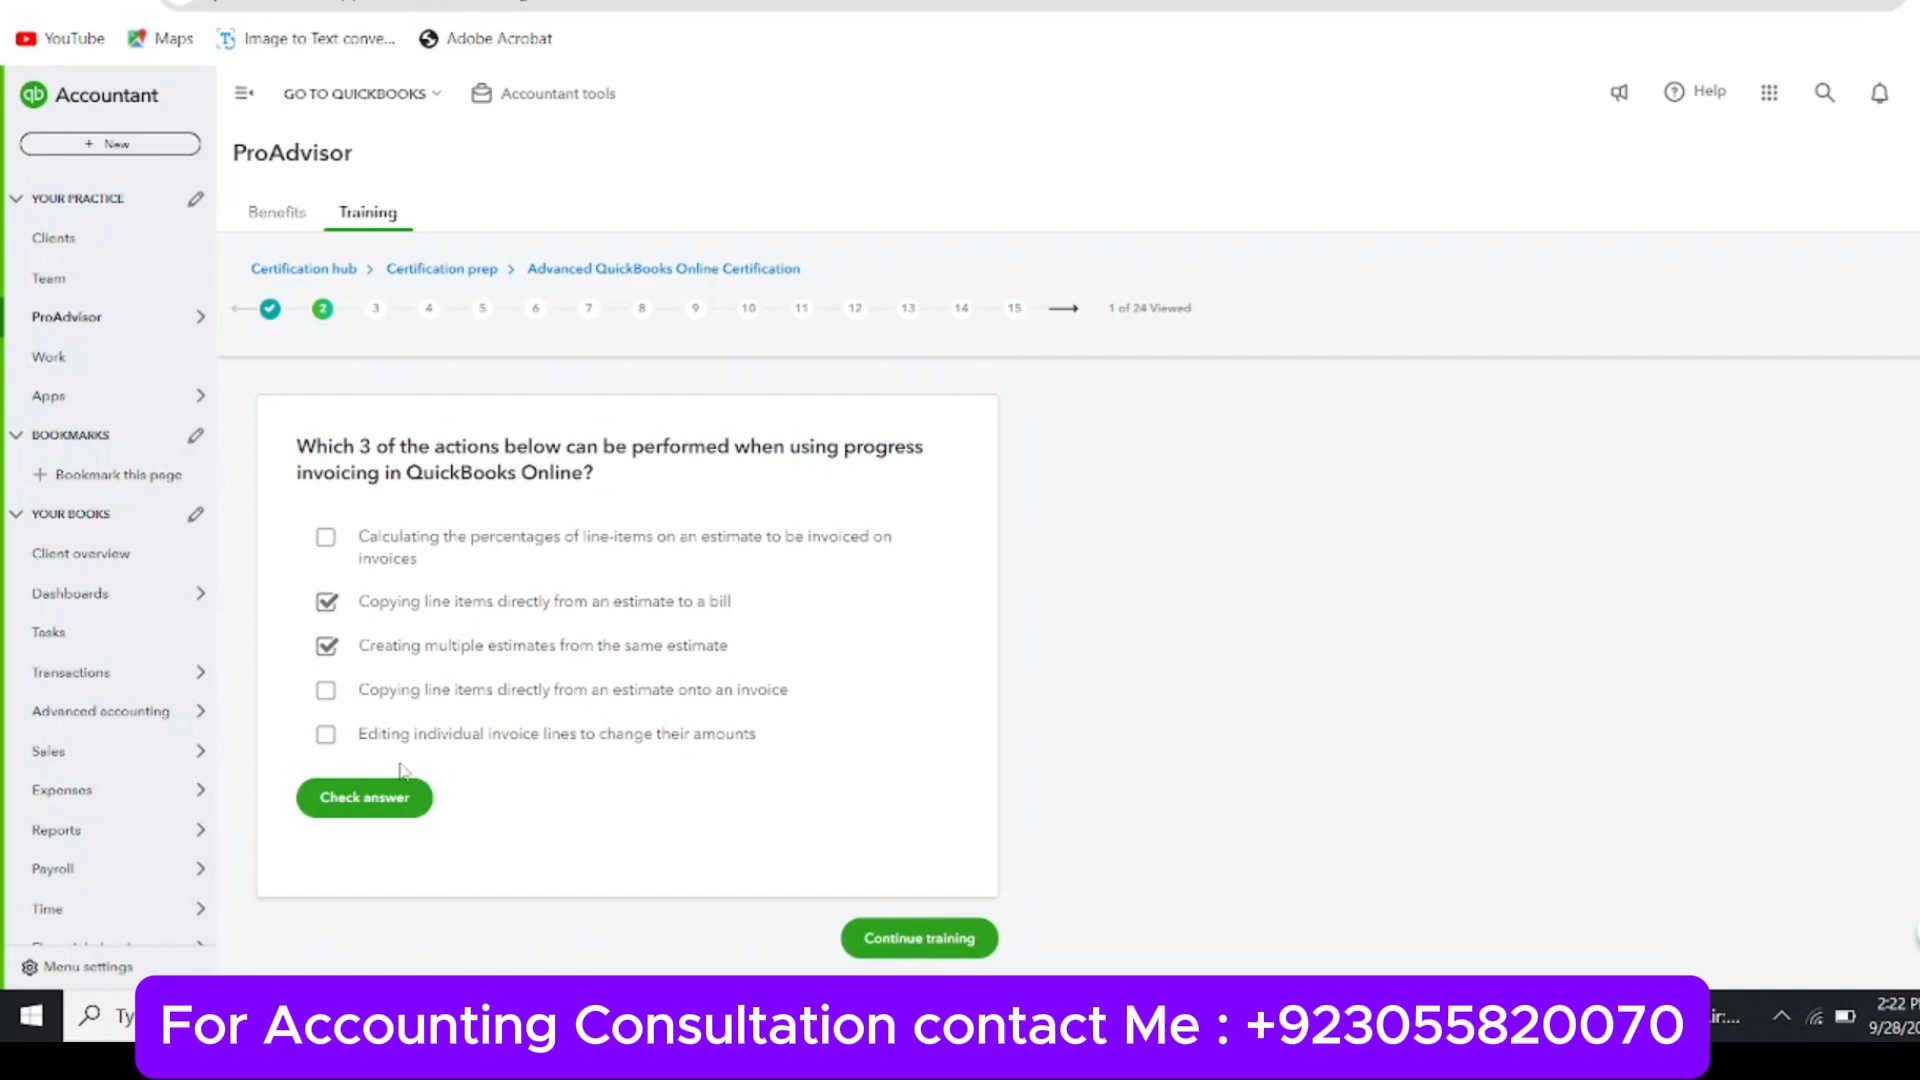 YouTube
Maps
Image to Text conve...
Adobe Acrobat
qb Accountant
GO TO QUICKBOOKS
Accountant tools
Help
+ New
ProAdvisor
YOUR PRACTICE
Benefits
Training
Clients
Certification hub > Certification prep > Advanced QuickBooks Online Certification
Team
2 3 4 5 6 7 8 9 10 11 12 13 14 15
1 of 24 Viewed
ProAdvisor
Work
Apps
BOOKMARKS
+ Bookmark this page
YOUR BOOKS
Client overview
Dashboards
Tasks
Transactions
Advanced accounting
Sales
Expenses
Reports
Payroll
Time
Menu settings
Which 3 of the actions below can be performed when using progress
invoicing in QuickBooks Online?
Calculating the percentages of line-items on an estimate to be invoiced on
invoices
Copying line items directly from an estimate to a bill
Creating multiple estimates from the same estimate
Copying line items directly from an estimate onto an invoice
Editing individual invoice lines to change their amounts
Check answer
Continue training
Ty
For Accounting Consultation contact Me : +923055820070
2:22 P
9/28/20